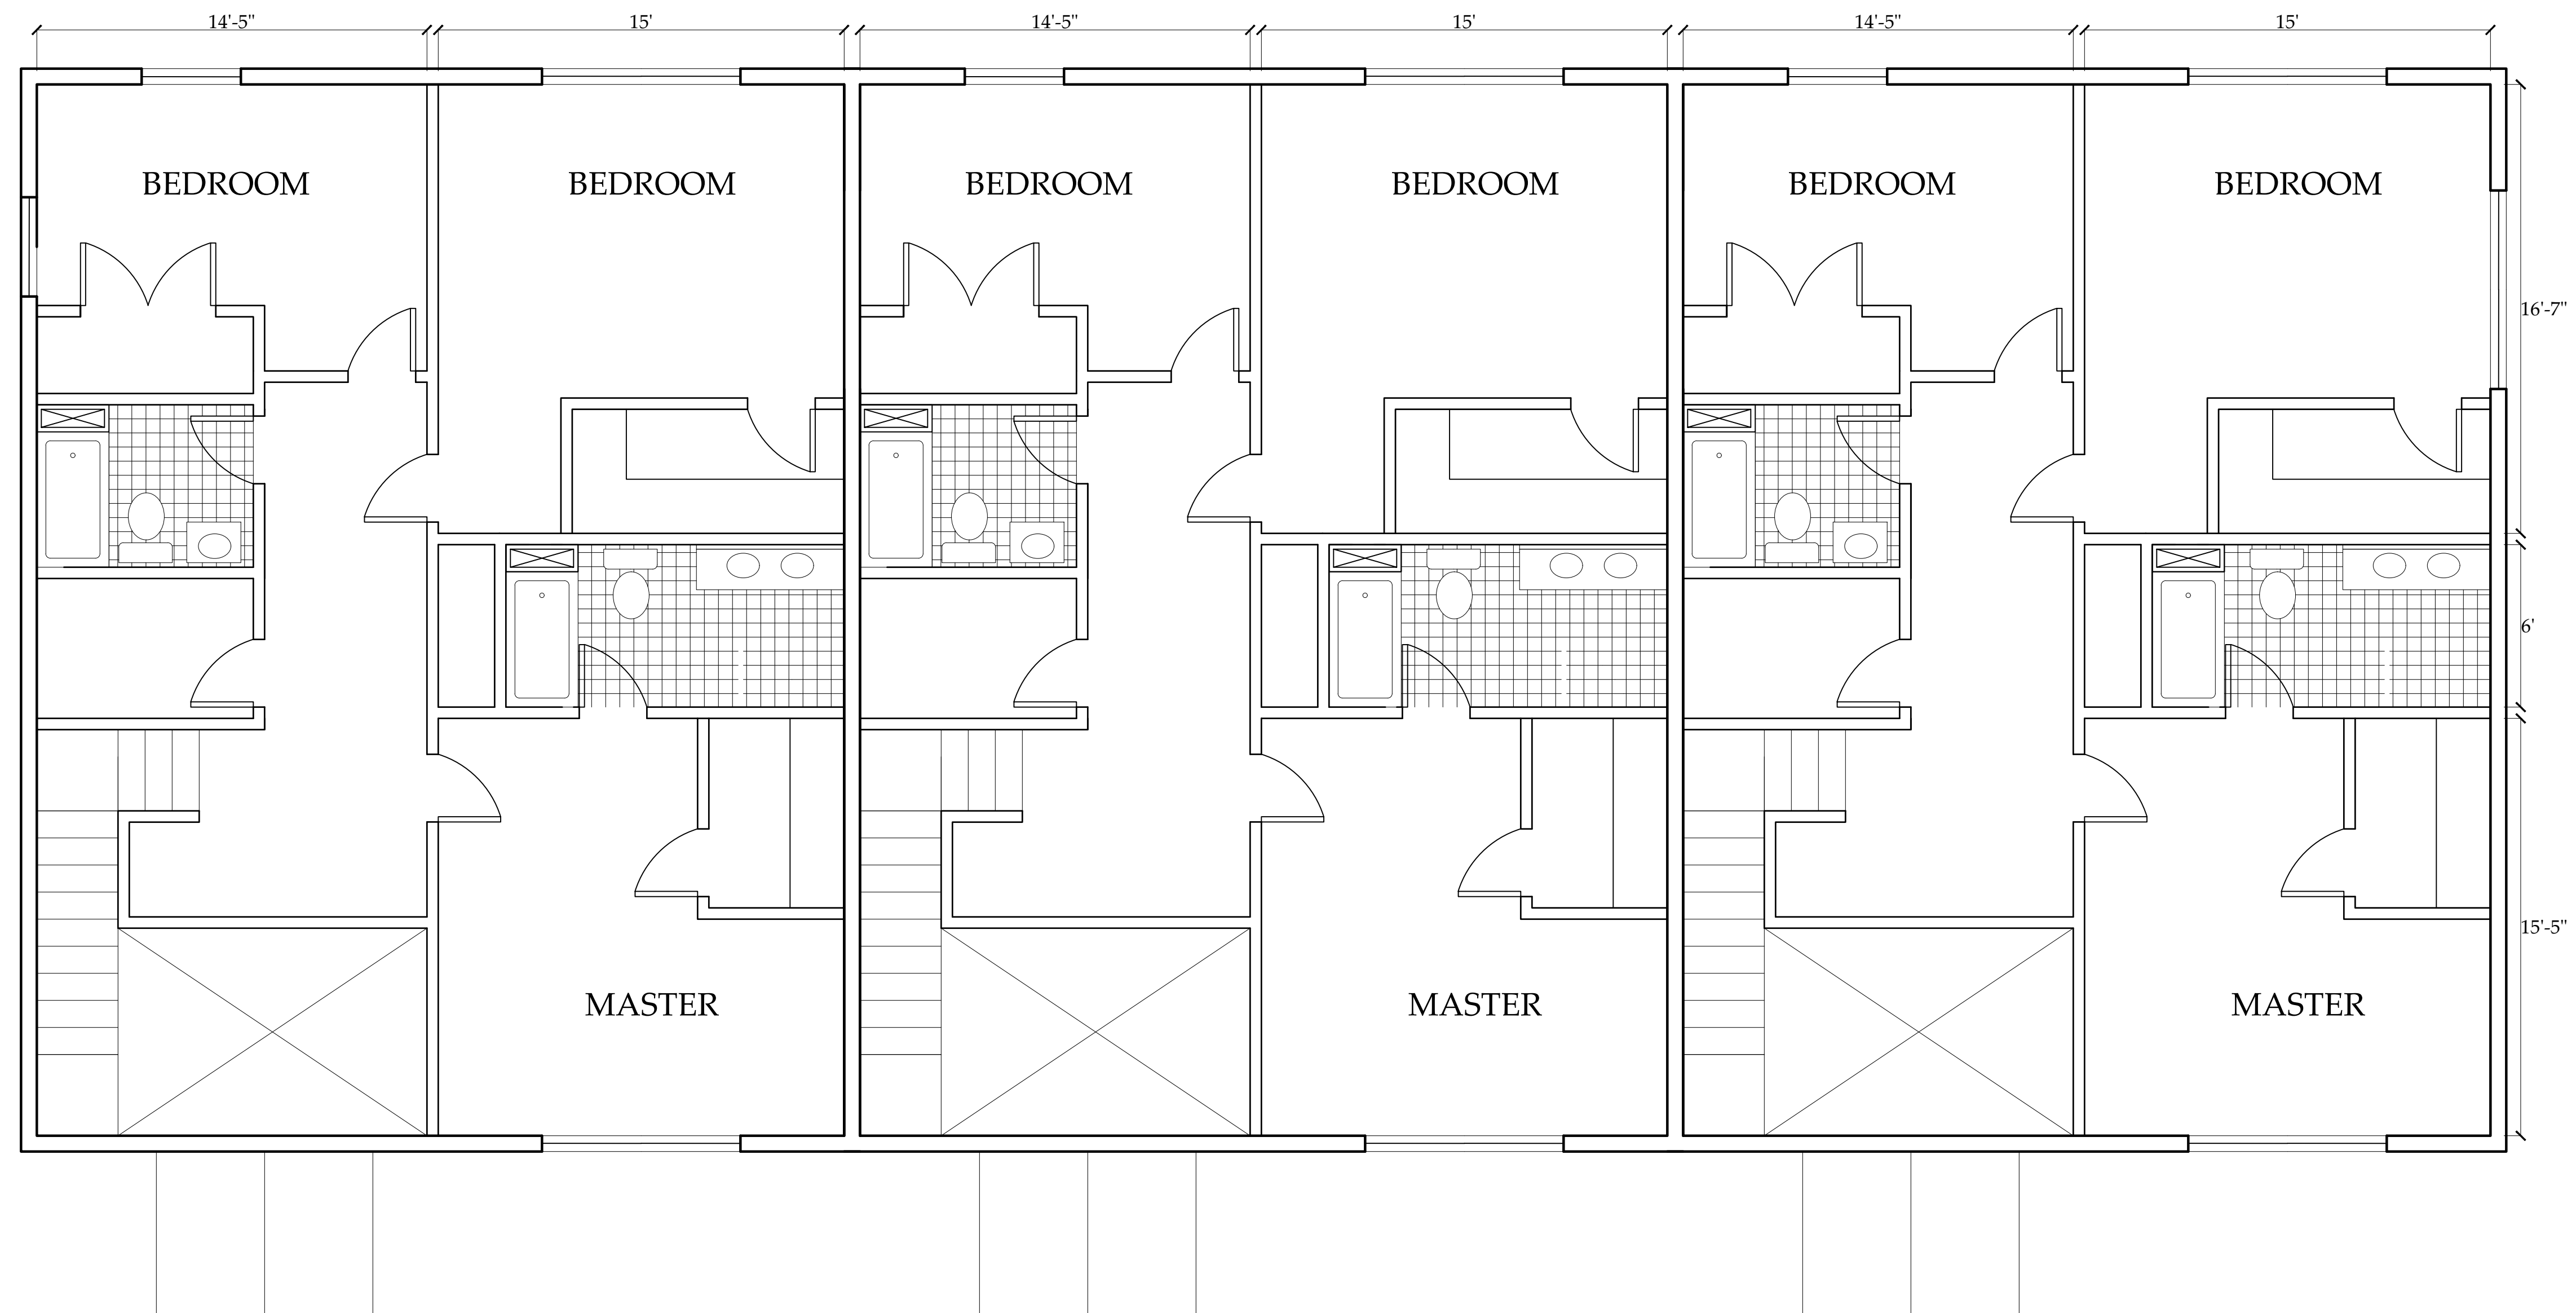 14'-5" 15' 14'-5" 15' 14'-5" 15'
BEDROOM BEDROOM BEDROOM BEDROOM BEDROOM BEDROOM
16'-7"
6'
15'-5"
MASTER MASTER MASTER